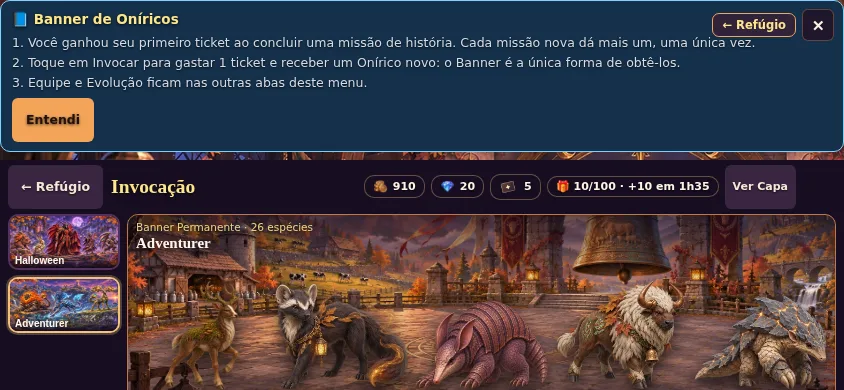 📘 Banner de Oníricos
← Refúgio
×
1. Você ganhou seu primeiro ticket ao concluir uma missão de história. Cada missão nova dá mais um, uma única vez.
2. Toque em Invocar para gastar 1 ticket e receber um Onírico novo: o Banner é a única forma de obtê-los.
3. Equipe e Evolução ficam nas outras abas deste menu.
Entendi
← Refúgio
Invocação
910
20
5
10/100 · +10 em 1h35
Ver Capa
Halloween
Adventurer
Banner Permanente · 26 espécies
Adventurer